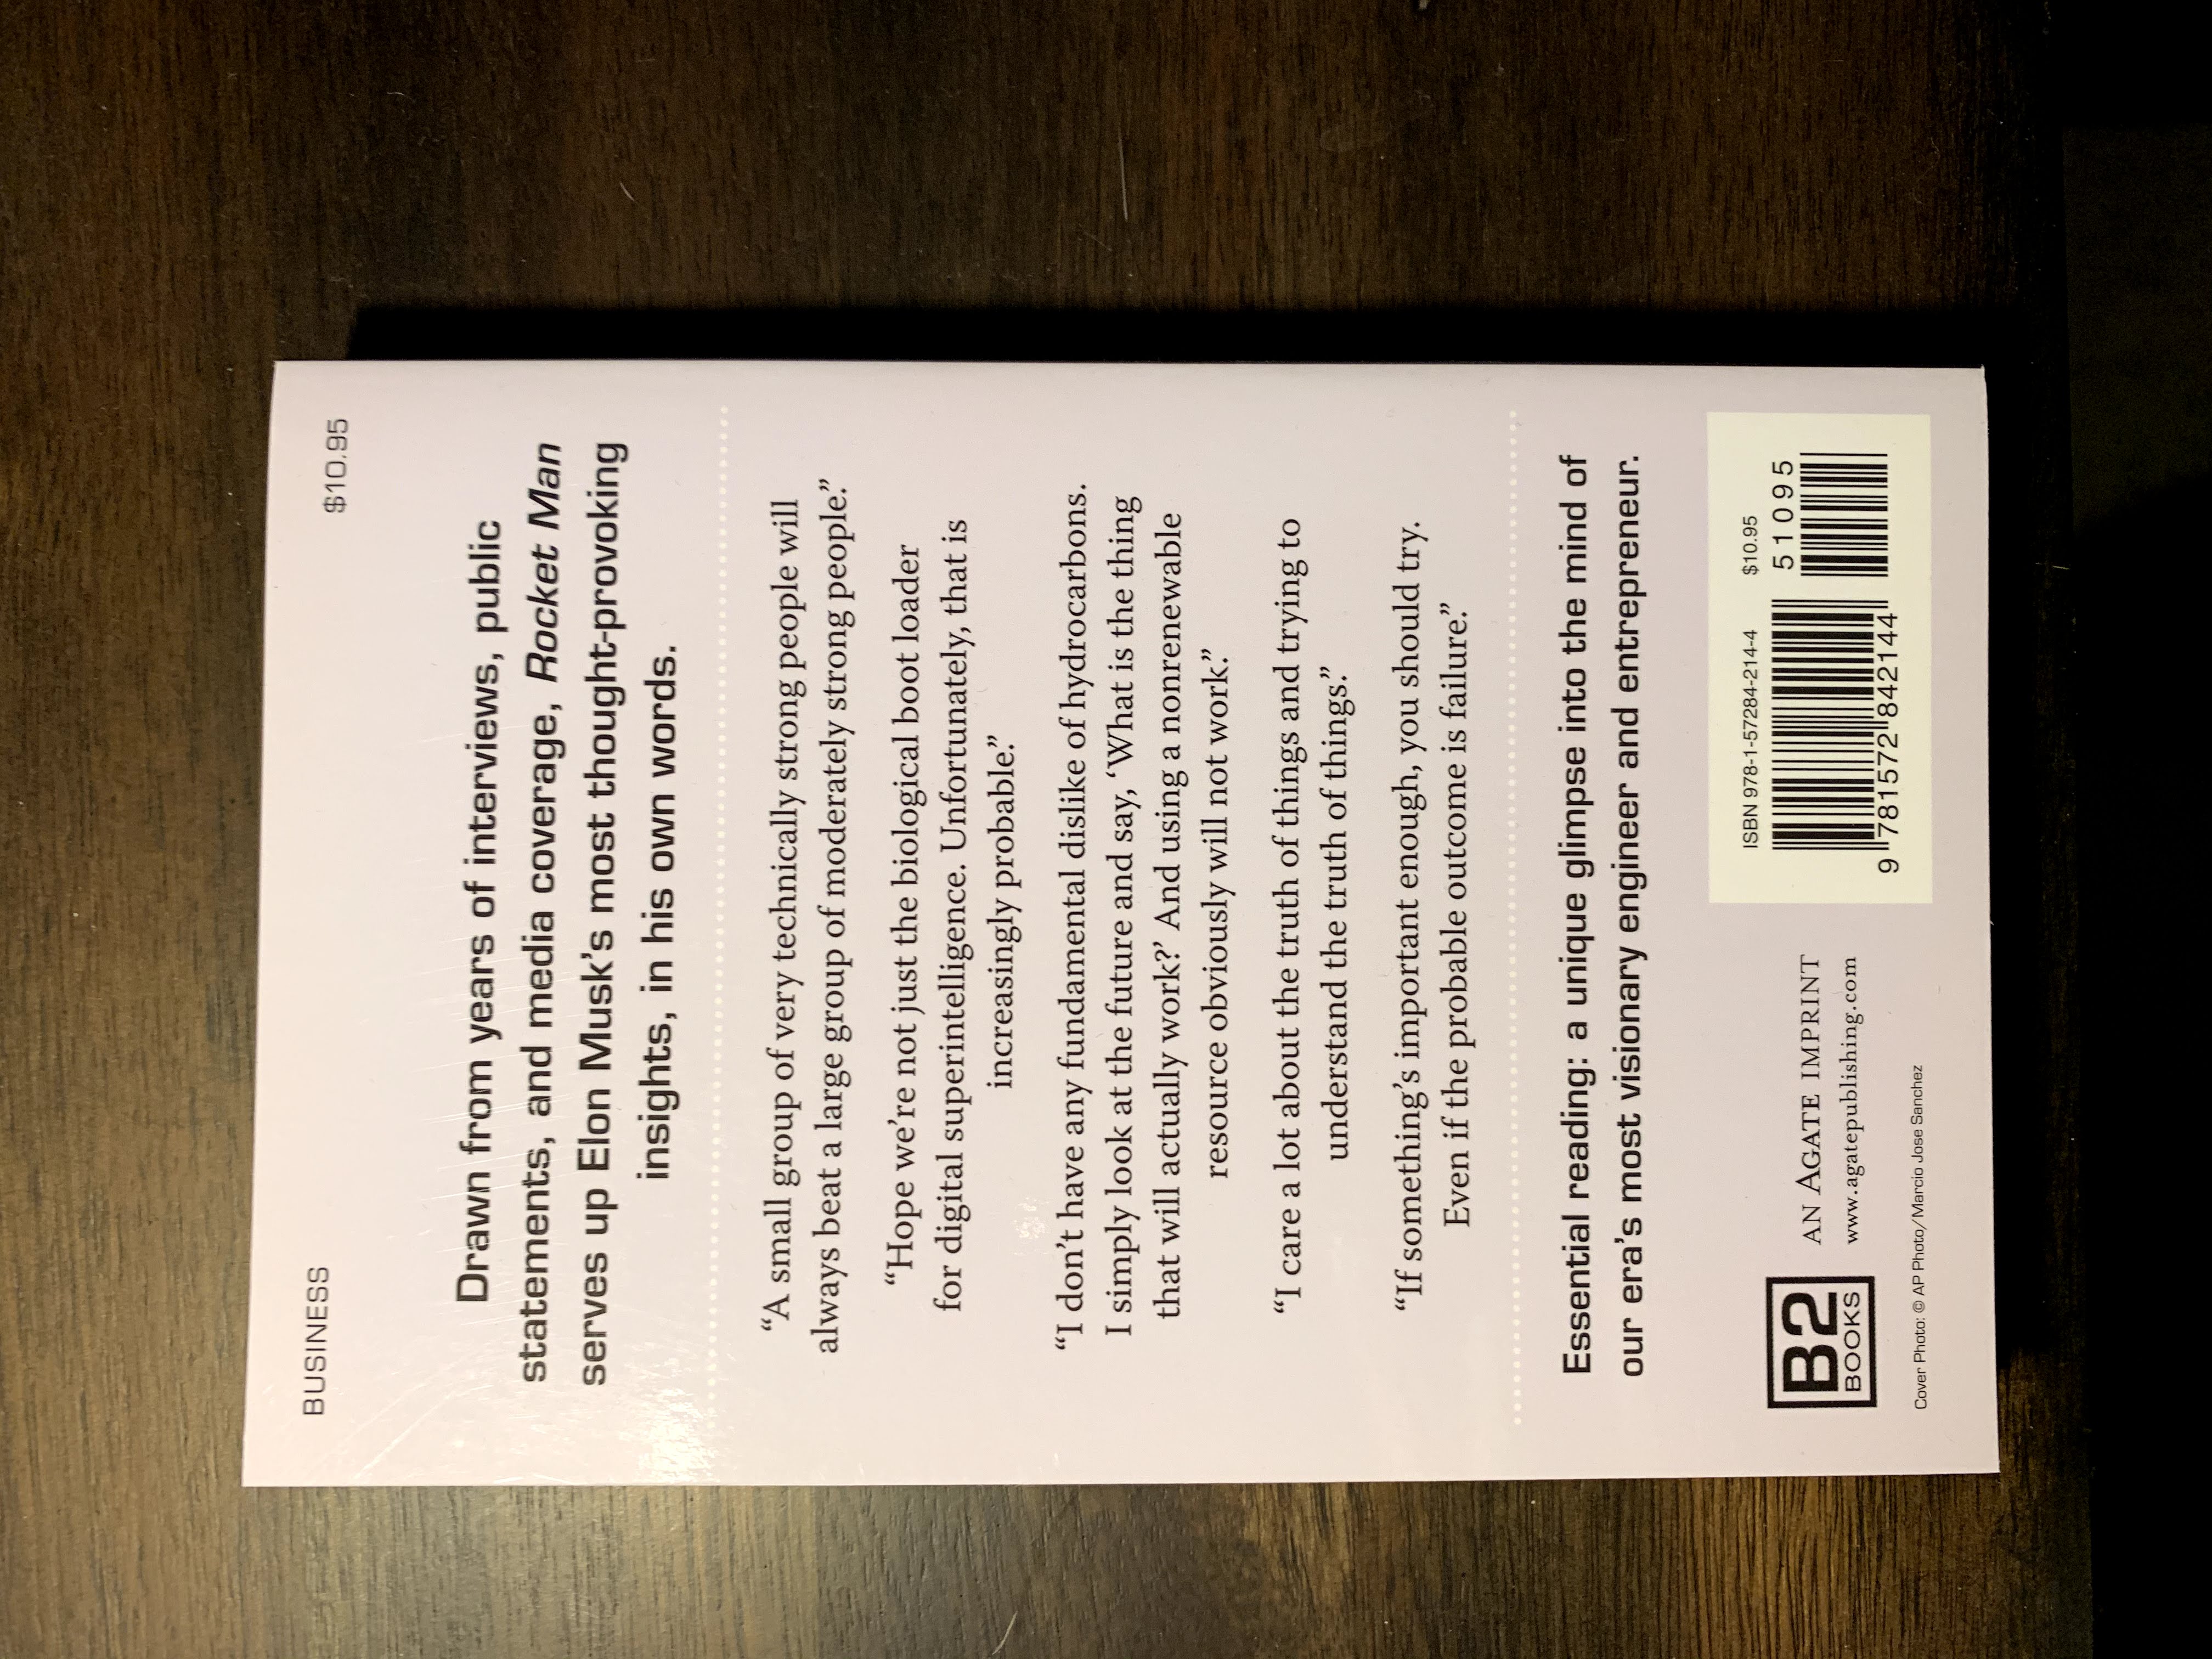 BUSINESS
$10.95
Drawn from years of interviews, public
statements, and media coverage, Rocket Man
serves up Elon Musk’s most thought-provoking
insights, in his own words.
“A small group of very technically strong people will
always beat a large group of moderately strong people.”
“Hope we’re not just the biological boot loader
for digital superintelligence. Unfortunately, that is
increasingly probable.”
“I don’t have any fundamental dislike of hydrocarbons.
I simply look at the future and say, ‘What is the thing
that will actually work?’ And using a nonrenewable
resource obviously will not work.”
“I care a lot about the truth of things and trying to
understand the truth of things.”
“If something’s important enough, you should try.
Even if the probable outcome is failure.”
Essential reading: a unique glimpse into the mind of
our era’s most visionary engineer and entrepreneur.
B2
BOOKS
AN AGATE IMPRINT
www.agatepublishing.com
Cover Photo: © AP Photo/Marcio Jose Sanchez
ISBN 978-1-57284-214-4 $10.95
51095
9 781572 842144